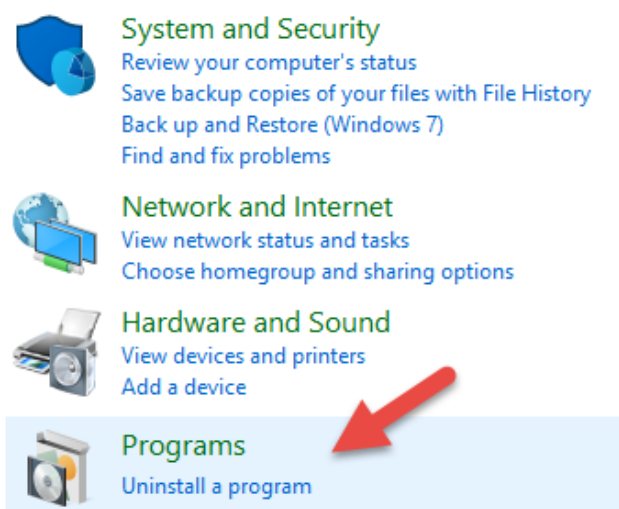 System and Security
Review your computer's status
Save backup copies of your files with File History
Back up and Restore (Windows 7)
Find and fix problems
Network and Internet
View network status and tasks
Choose homegroup and sharing options
Hardware and Sound
View devices and printers
Add a device
Programs
Uninstall a program